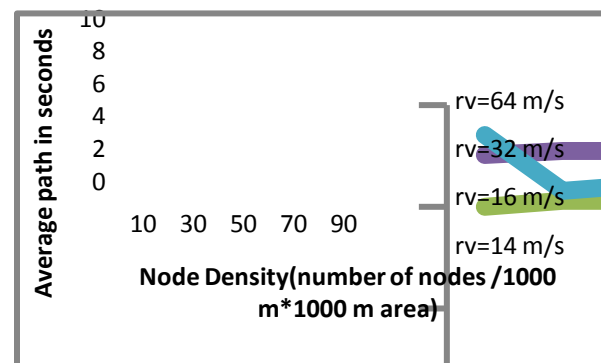 Average path in seconds
10
8
6
4
2
0
10 30 50 70 90
Node Density(number of nodes /1000
m*1000 m area)
rv=64 m/s
rv=32 m/s
rv=16 m/s
rv=14 m/s